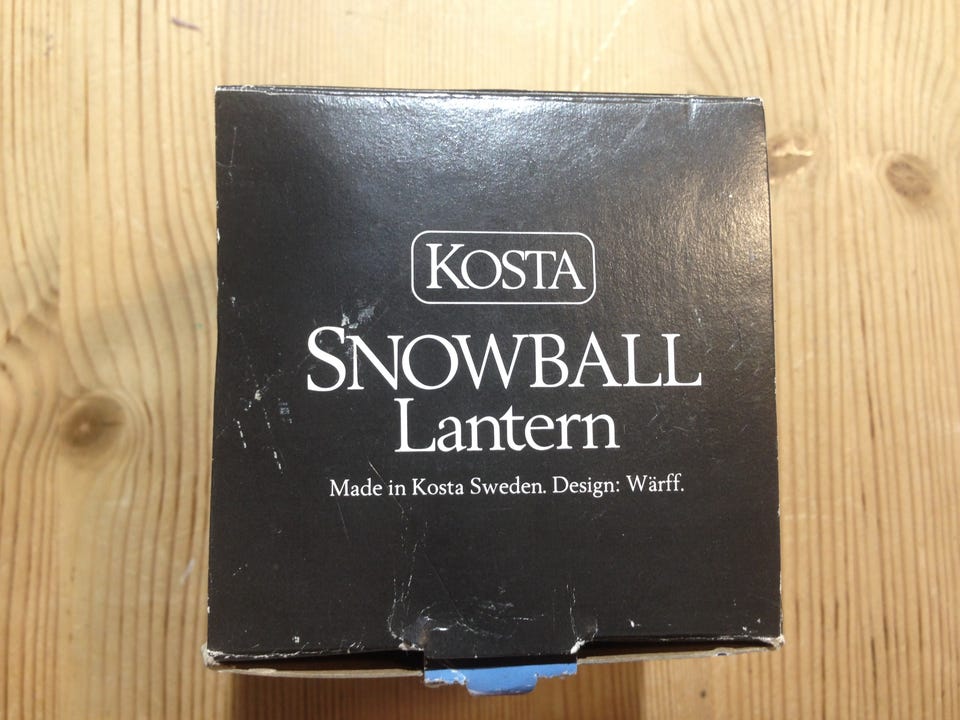 KOSTA
SNOWBALL
Lantern
Made in Kosta Sweden. Design: Wärff.